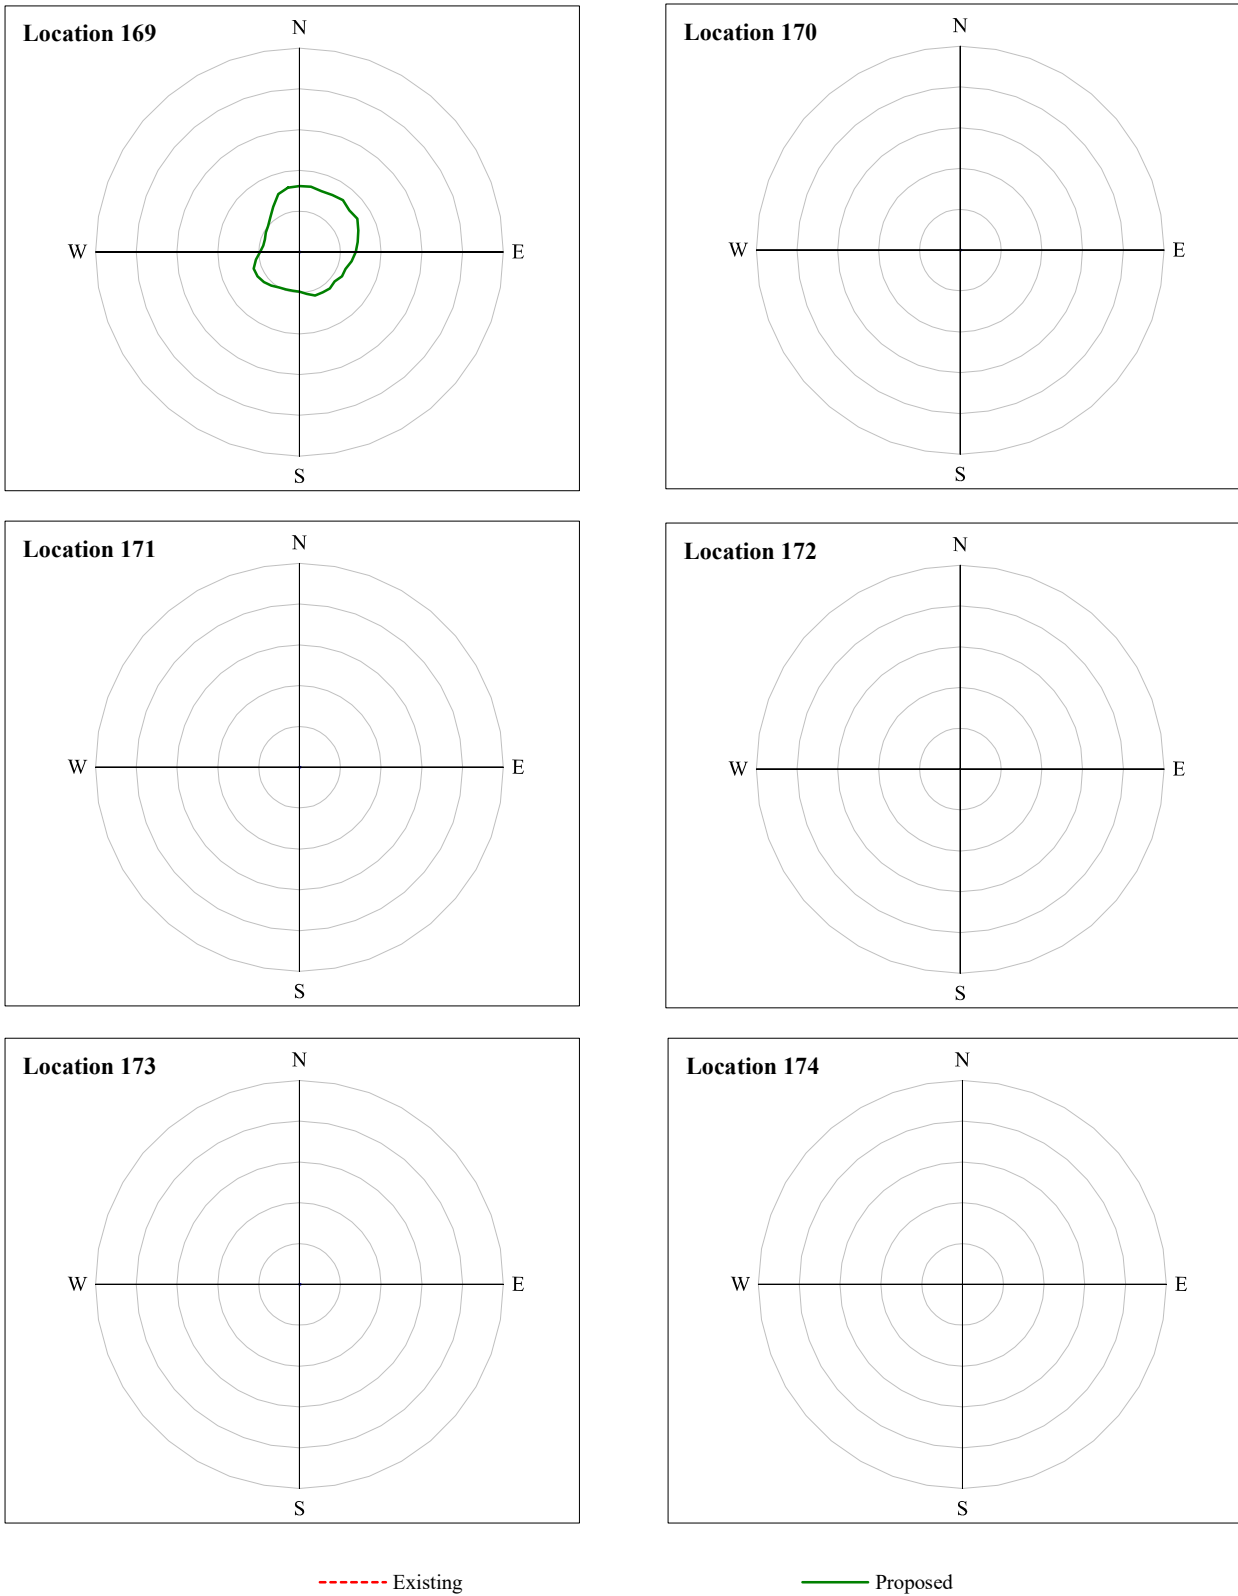 Location 169
N
W
E
S
Location 170
N
W
E
S
Location 171
N
W
E
S
Location 172
N
W
E
S
Location 173
N
W
E
S
Location 174
N
W
E
S
Existing
Proposed